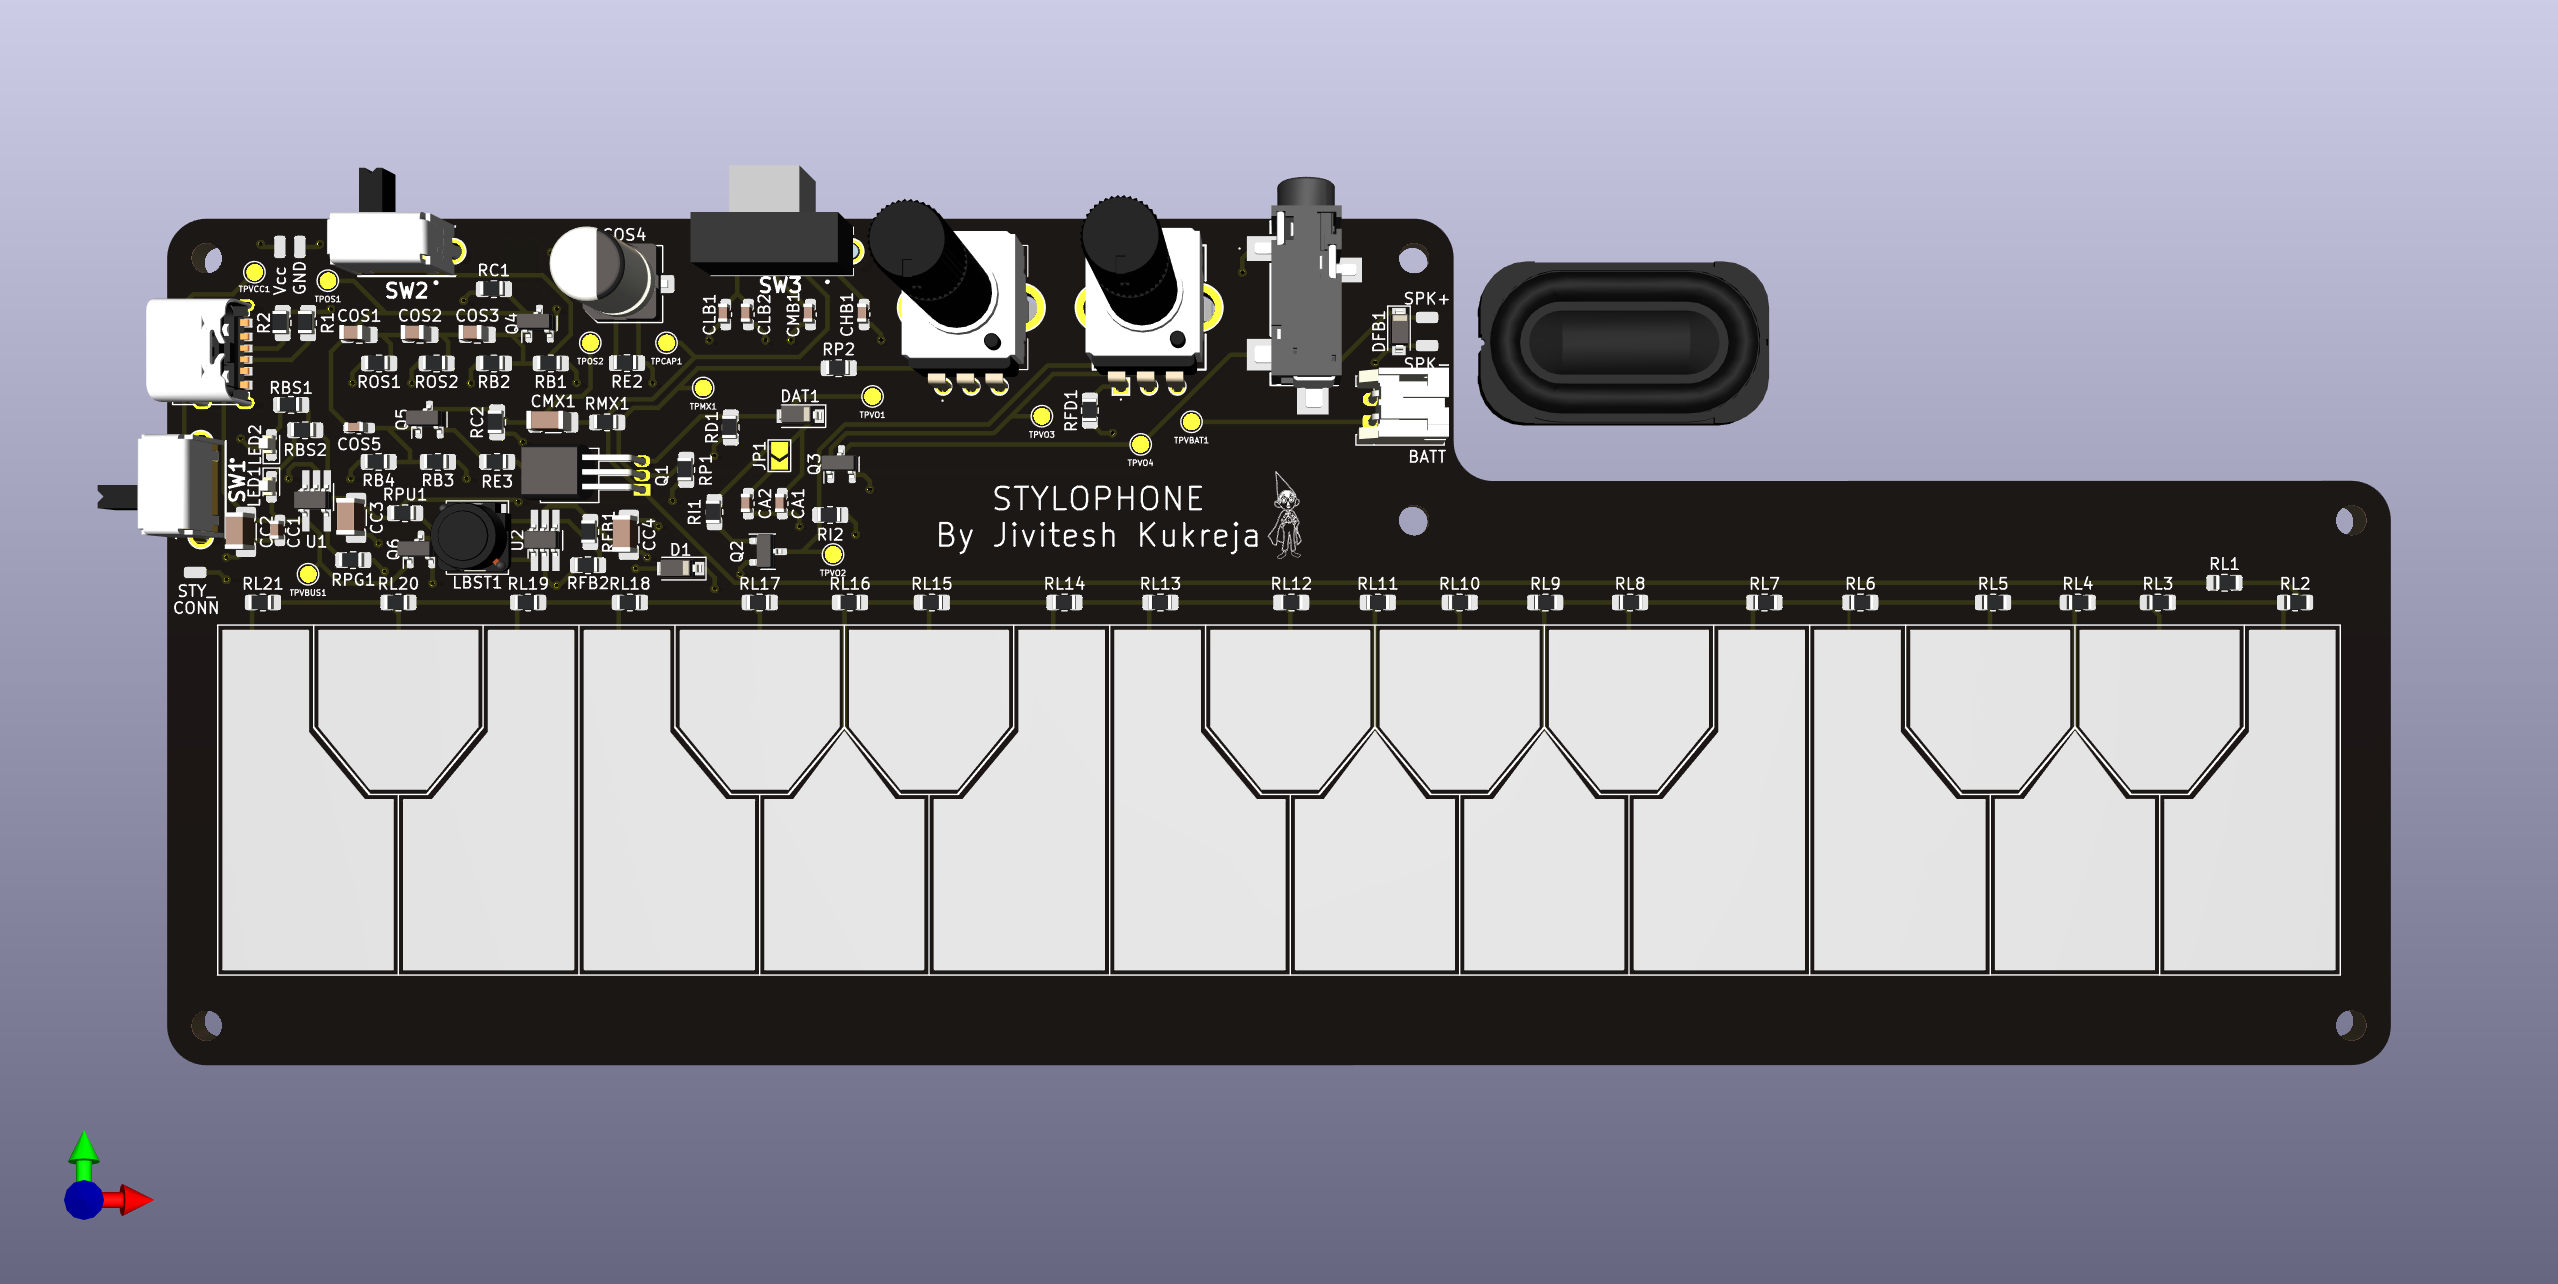 COS4
SW2
SW3
RC1
Vcc
GND
TPVCC1
TPOS1
R2
R1
COS1
COS2
COS3
Q4
CLB1
CLB2
CMB1
CHB1
SPK+
DFB1
SPK-
TPOS2
TPCAP1
RP2
ROS1
ROS2
RB2
RB1
RE2
RBS1
TPMX1
DAT1
TPVO1
CMX1
RMX1
RC2
Q5
RD1
RFD1
TPVO3
TPVBAT1
COS5
RBS2
LED2
LED1
SW1
JP1
Q3
TPVO4
BATT
RB4
RB3
RE3
Q1
RP1
RPU1
CA2
CA1
RI1
STYLOPHONE
By Jivitesh Kukreja
CC2
CC1
U1
CC3
Q6
U2
RFB1
CC4
D1
Q2
RI2
TPVO2
RPG1
LBST1
RFB2
TPVBUS1
STY_
CONN
RL21
RL20
RL19
RL18
RL17
RL16
RL15
RL14
RL13
RL12
RL11
RL10
RL9
RL8
RL7
RL6
RL5
RL4
RL3
RL1
RL2